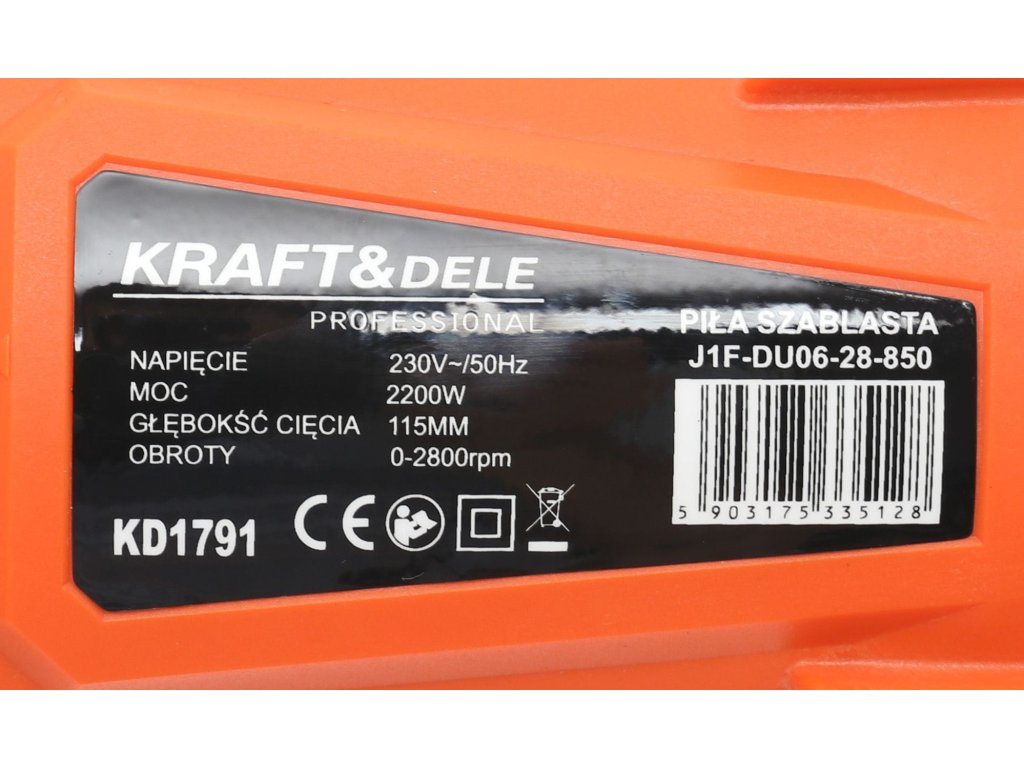 KRAFT&DELE
PROFESSIONAL
NAPIĘCIE 230V~/50Hz
MOC 2200W
GŁĘBOKŚĆ CIĘCIA 115MM
OBROTY 0-2800rpm
KD1791
CE
PIŁA SZABLASTA
J1F-DU06-28-850
5 903175 335128